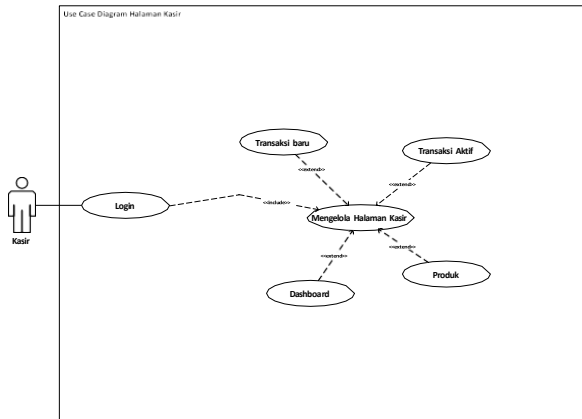 Use Case Diagram Halaman Kasir
Transaksi baru
Transaksi Aktif
<<extend>>
<<extend>>
Login
<<include>>
Mengelola Halaman Kasir
Kasir
<<extend>>
<<extend>>
Produk
Dashboard